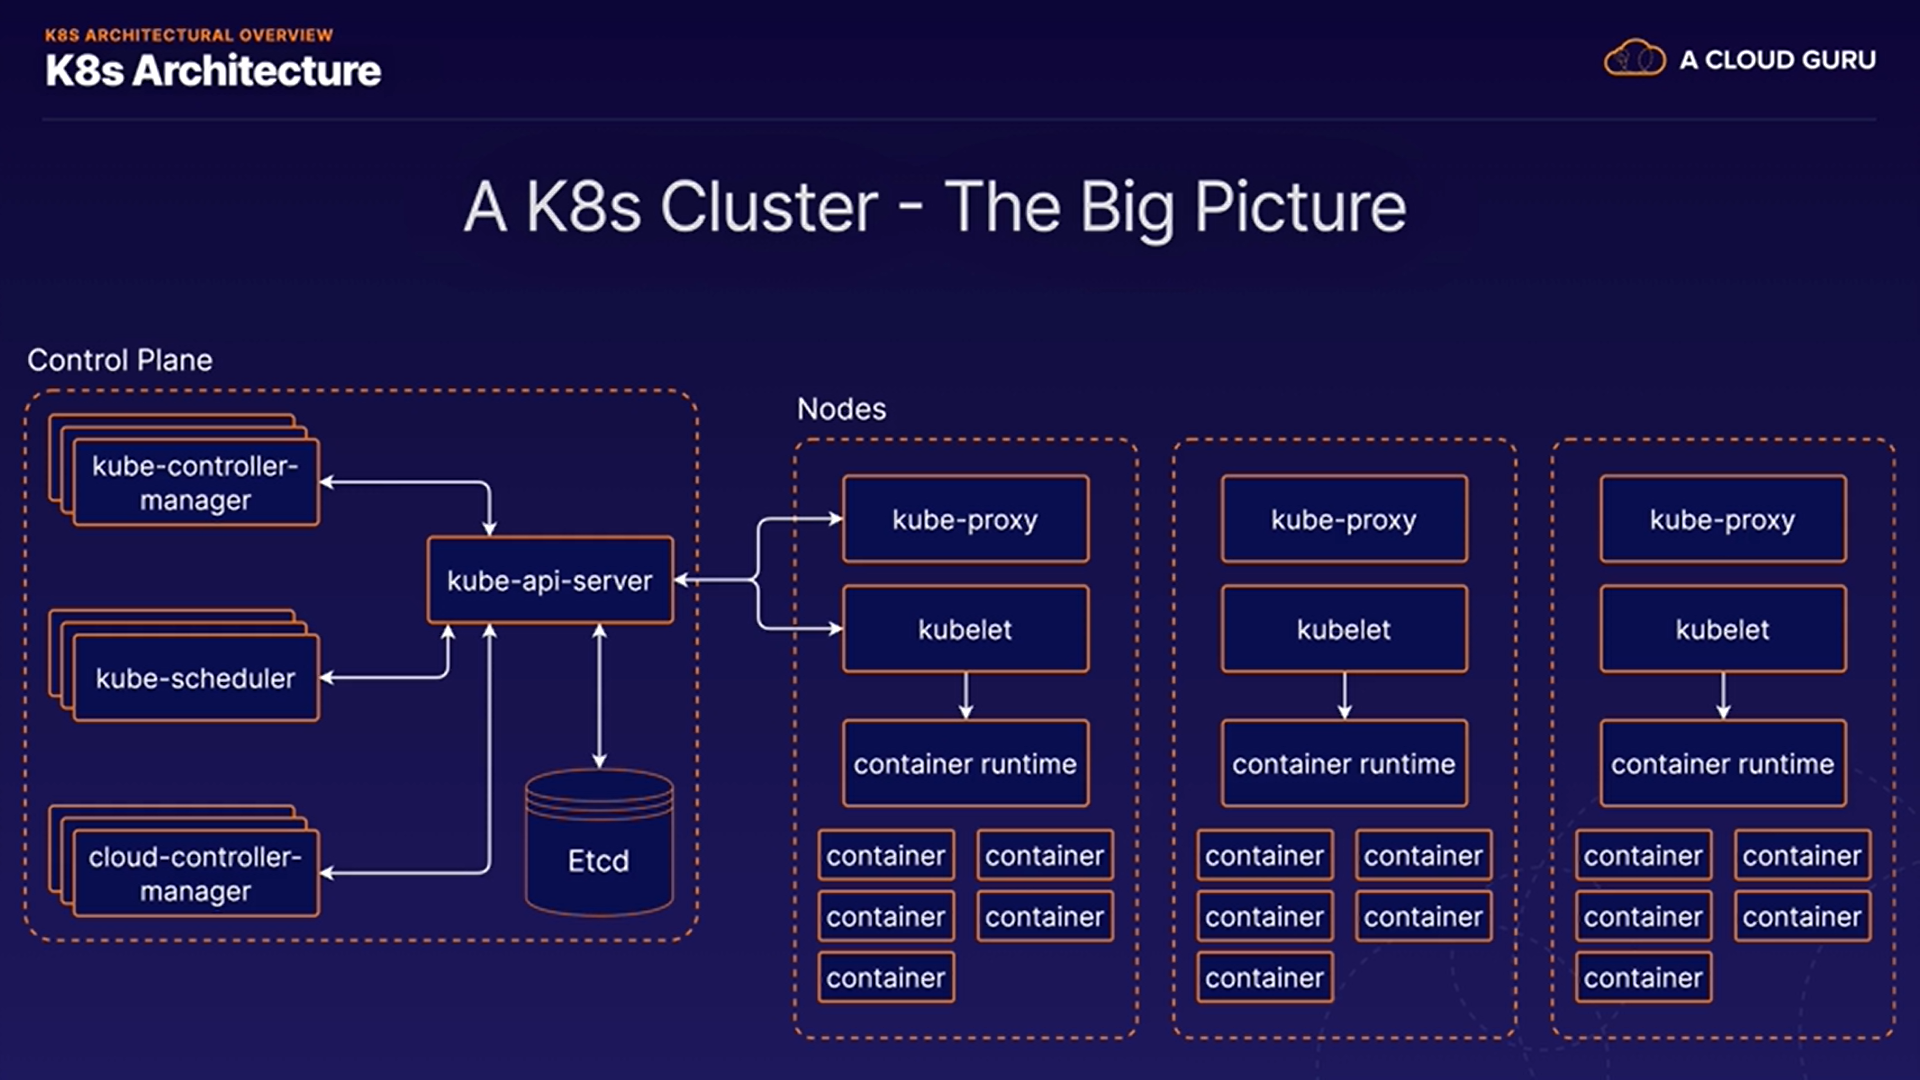 K8S ARCHITECTURAL OVERVIEW
K8s Architecture
A CLOUD GURU
A K8s Cluster - The Big Picture
Control Plane
kube-controller-
manager
kube-api-server
kube-scheduler
cloud-controller-
manager
Etcd
Nodes
kube-proxy
kubelet
container runtime
container container
container container
container
kube-proxy
kubelet
container runtime
container container
container container
container
kube-proxy
kubelet
container runtime
container container
container container
container